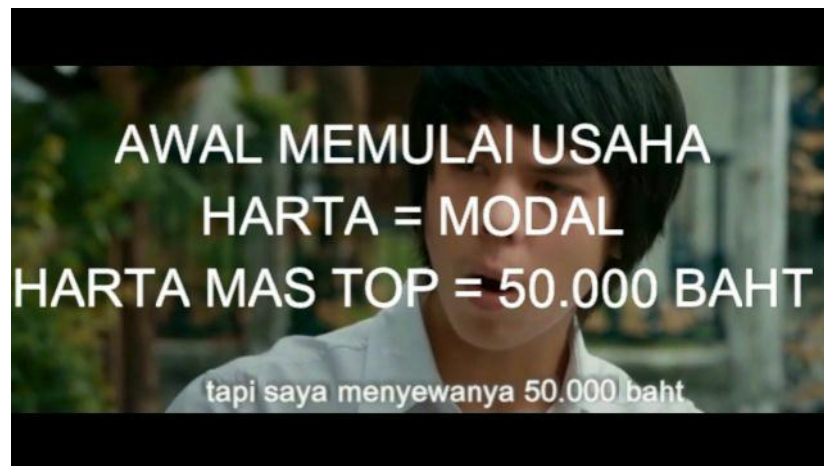 AWAL MEMULAI USAHA
HARTA = MODAL
HARTA MAS TOP = 50.000 BAHT
tapi saya menyewanya 50.000 baht